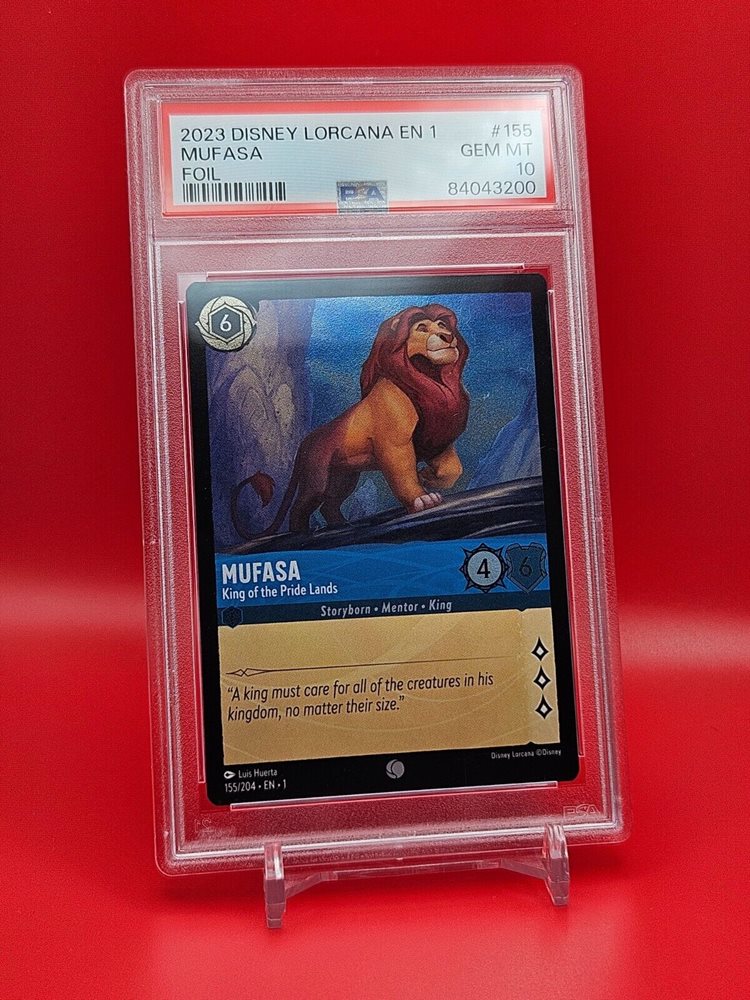 2023 DISNEY LORCANA EN 1 #155
MUFASA GEM MT
FOIL 10
PSA 84043200
6
MUFASA 4 6
King of the Pride Lands
Storyborn • Mentor • King
“A king must care for all of the creatures in his
kingdom, no matter their size.”
Disney Lorcana ©Disney
Luis Huerta
155/204 • EN • 1
PSA